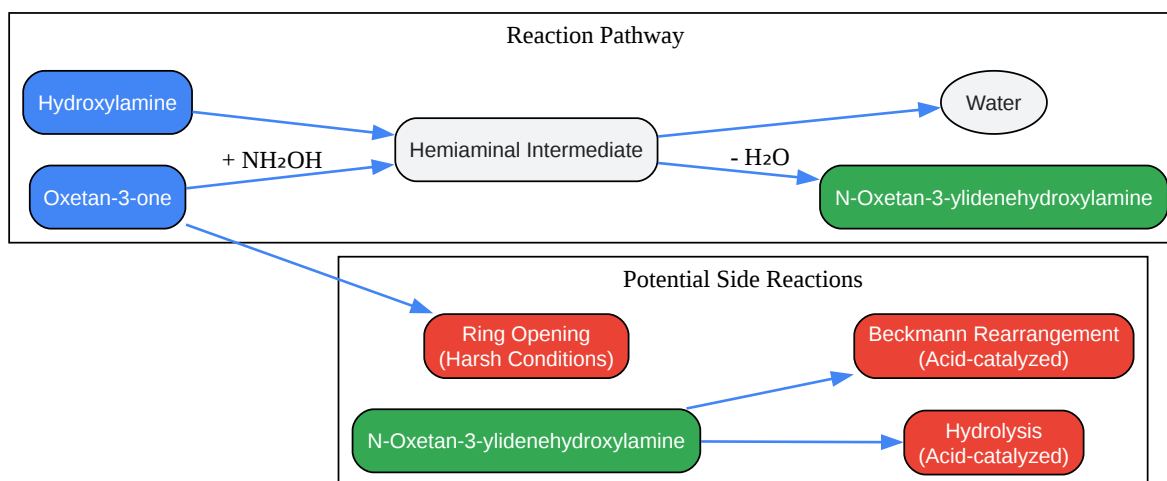 Reaction Pathway
Hydroxylamine
Water
Hemiaminal Intermediate
+ NH₂OH
- H₂O
Oxetan-3-one
N-Oxetan-3-ylidenehydroxylamine
Potential Side Reactions
Ring Opening
(Harsh Conditions)
Beckmann Rearrangement
(Acid-catalyzed)
N-Oxetan-3-ylidenehydroxylamine
Hydrolysis
(Acid-catalyzed)